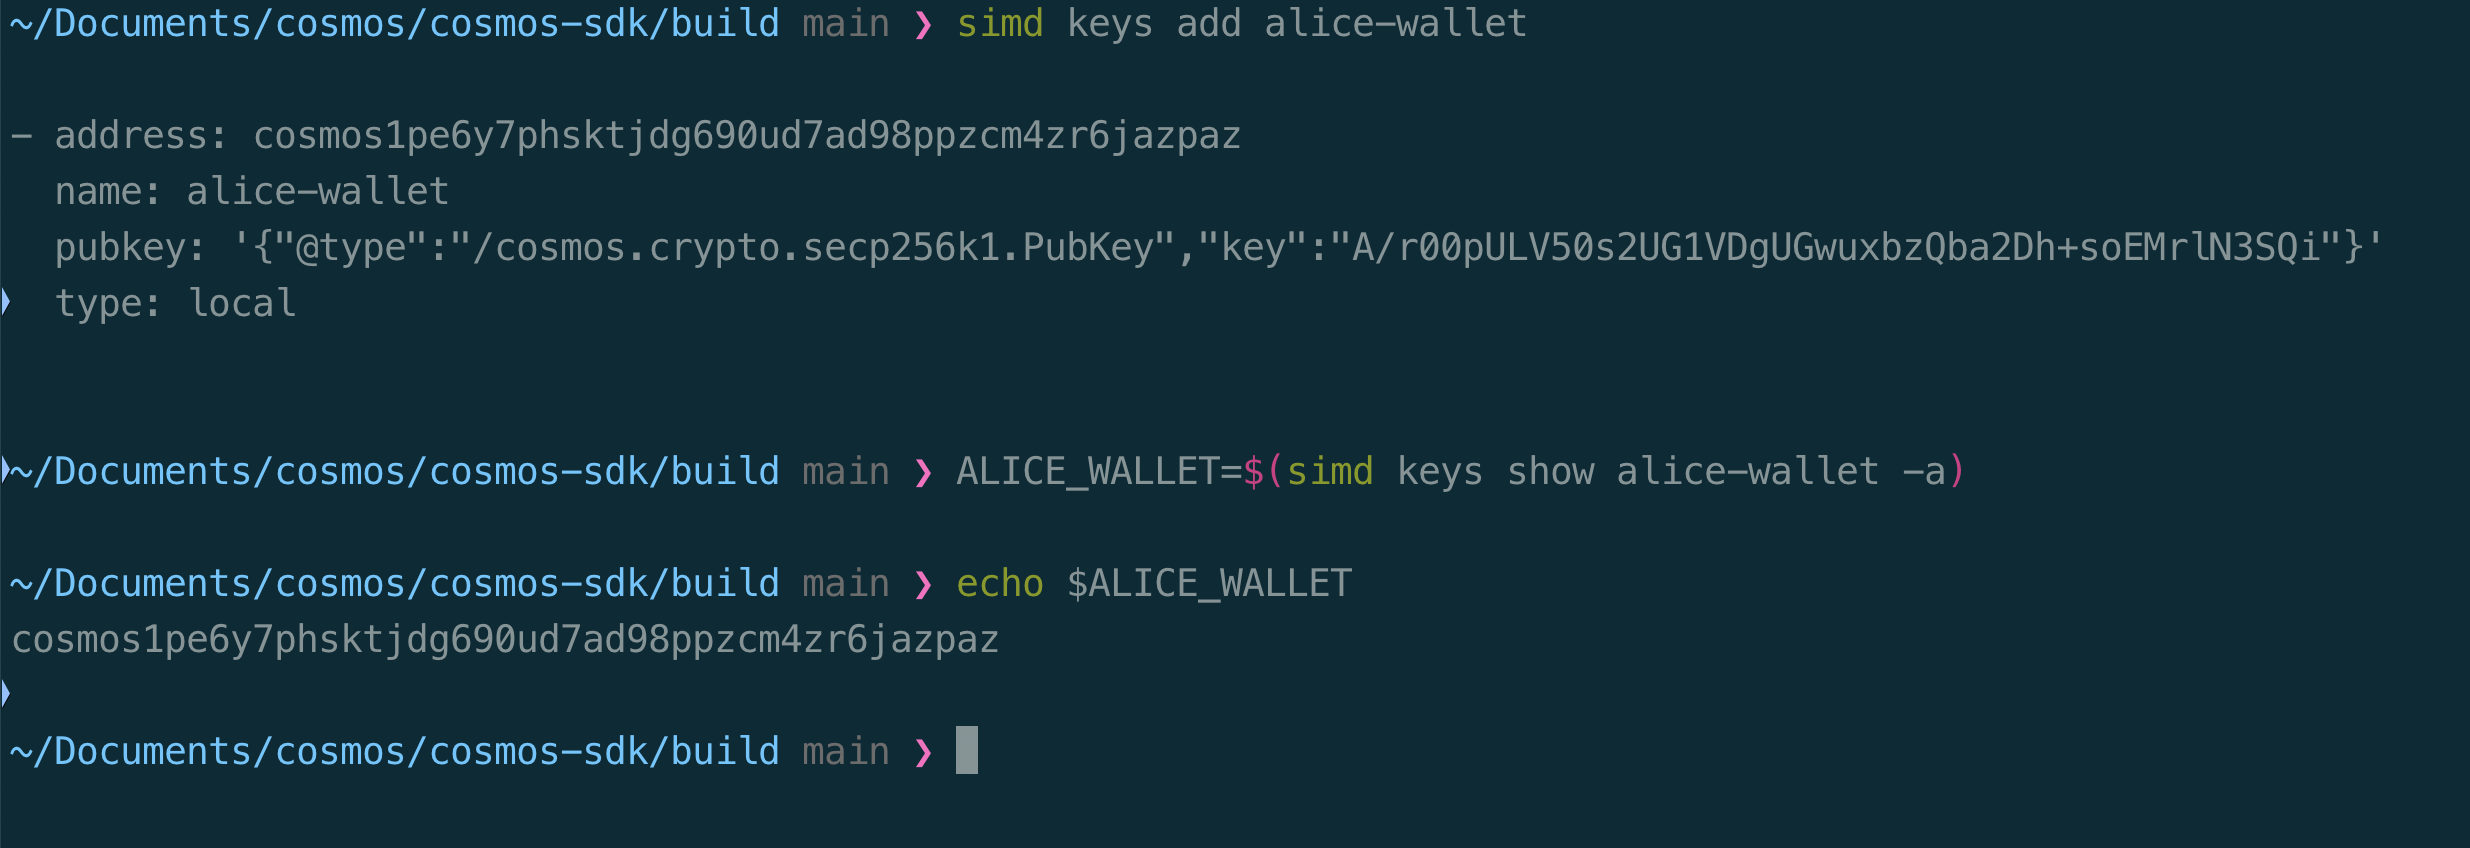 ~/Documents/cosmos/cosmos-sdk/build main ❯ simd keys add alice-wallet
- address: cosmos1pe6y7phsktjdg690ud7ad98ppzcm4zr6jazpaz
  name: alice-wallet
  pubkey: '{"@type":"/cosmos.crypto.secp256k1.PubKey","key":"A/r00pULV50s2UG1VDgUGwuxbzQba2Dh+soEMrlN3SQi"}'
  type: local
~/Documents/cosmos/cosmos-sdk/build main ❯ ALICE_WALLET=$(simd keys show alice-wallet -a)
~/Documents/cosmos/cosmos-sdk/build main ❯ echo $ALICE_WALLET
cosmos1pe6y7phsktjdg690ud7ad98ppzcm4zr6jazpaz
~/Documents/cosmos/cosmos-sdk/build main ❯